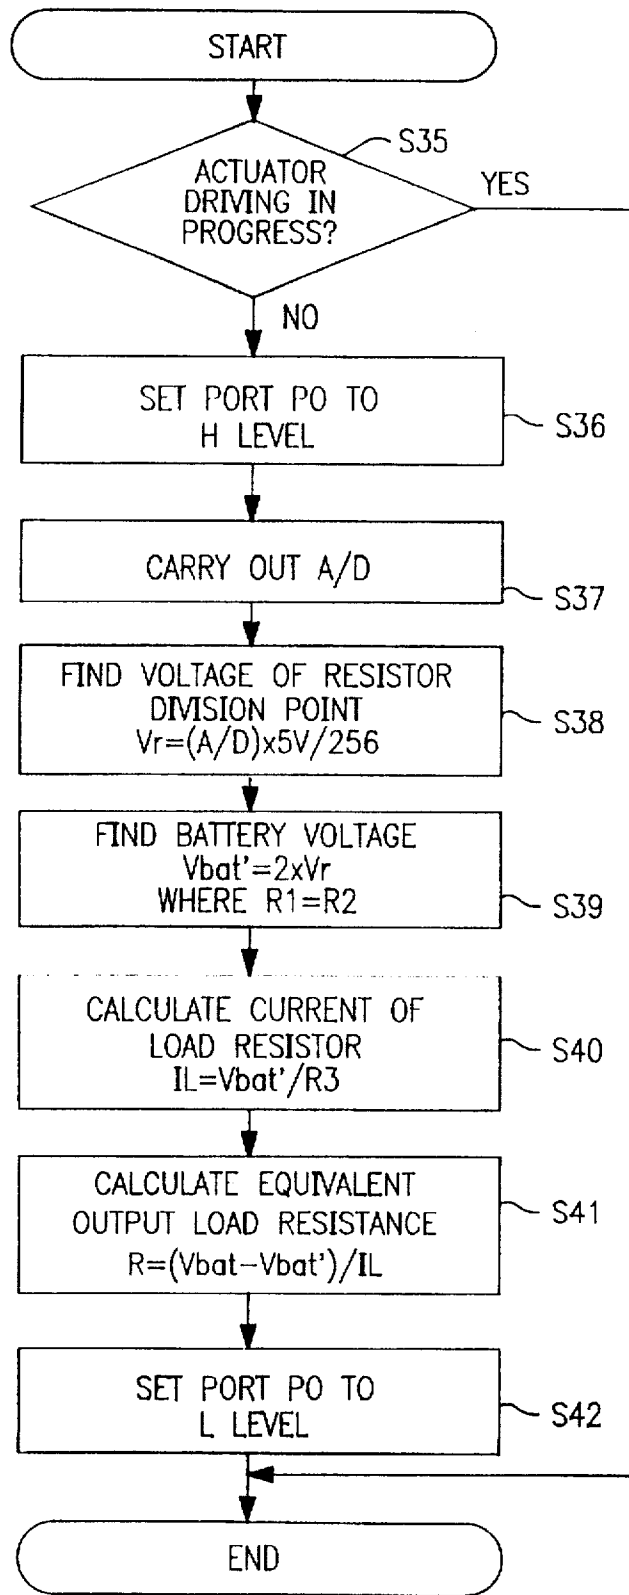 START
S35
ACTUATOR
DRIVING IN
PROGRESS?
YES
NO
SET PORT PO TO
H LEVEL
S36
CARRY OUT A/D
S37
FIND VOLTAGE OF RESISTOR
DIVISION POINT
Vr=(A/D)x5V/256
S38
FIND BATTERY VOLTAGE
Vbat'=2xVr
WHERE R1=R2
S39
CALCULATE CURRENT OF
LOAD RESISTOR
IL=Vbat'/R3
S40
CALCULATE EQUIVALENT
OUTPUT LOAD RESISTANCE
R=(Vbat-Vbat')/IL
S41
SET PORT PO TO
L LEVEL
S42
END